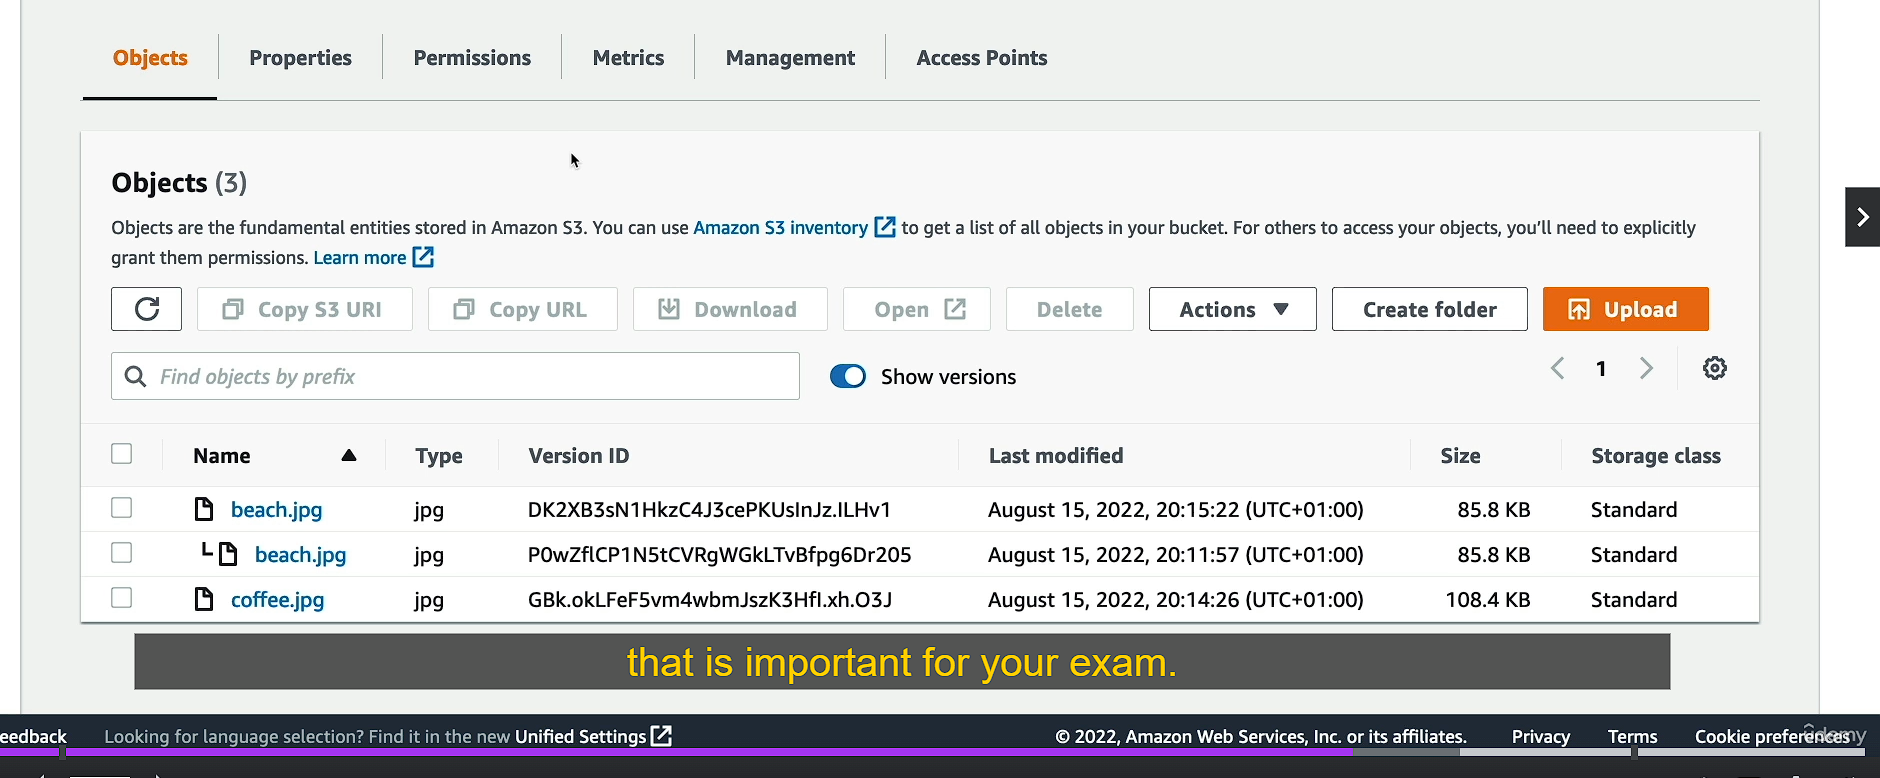 Objects Properties Permissions Metrics Management Access Points
Objects (3)
Objects are the fundamental entities stored in Amazon S3. You can use Amazon S3 inventory to get a list of all objects in your bucket. For others to access your objects, you'll need to explicitly
grant them permissions. Learn more
Copy S3 URI Copy URL Download Open Delete Actions Create folder Upload
Find objects by prefix Show versions 1
Name Type Version ID Last modified Size Storage class
beach.jpg jpg DK2XB3sN1HkzC4J3cePKUsInJz.ILHv1 August 15, 2022, 20:15:22 (UTC+01:00) 85.8 KB Standard
beach.jpg jpg P0wZflCP1N5tCVRgWGkLTvBfpg6Dr205 August 15, 2022, 20:11:57 (UTC+01:00) 85.8 KB Standard
coffee.jpg jpg GBk.okLFeF5vm4wbmJszK3HfI.xh.O3J August 15, 2022, 20:14:26 (UTC+01:00) 108.4 KB Standard
that is important for your exam.
eedback Looking for language selection? Find it in the new Unified Settings © 2022, Amazon Web Services, Inc. or its affiliates. Privacy Terms Cookie preferences
ûdemy